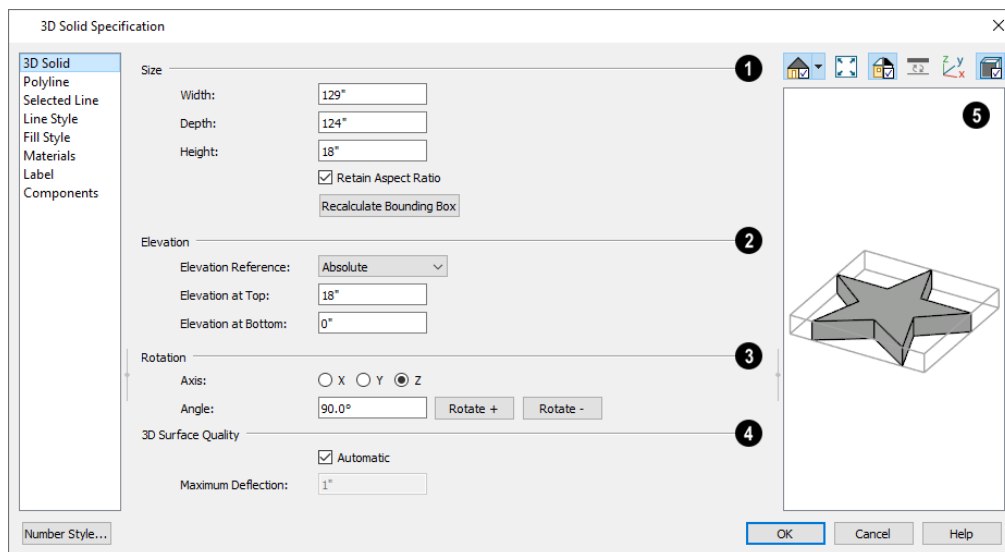 3D Solid Specification
3D Solid
Polyline
Selected Line
Line Style
Fill Style
Materials
Label
Components
Size 1
Width: 129"
Depth: 124"
Height: 18"
Retain Aspect Ratio
Recalculate Bounding Box
Elevation 2
Elevation Reference: Absolute
Elevation at Top: 18"
Elevation at Bottom: 0"
Rotation 3
Axis: X Y Z
Angle: 90.0° Rotate + Rotate -
3D Surface Quality 4
Automatic
Maximum Deflection: 1"
z y x
5
Number Style... OK Cancel Help